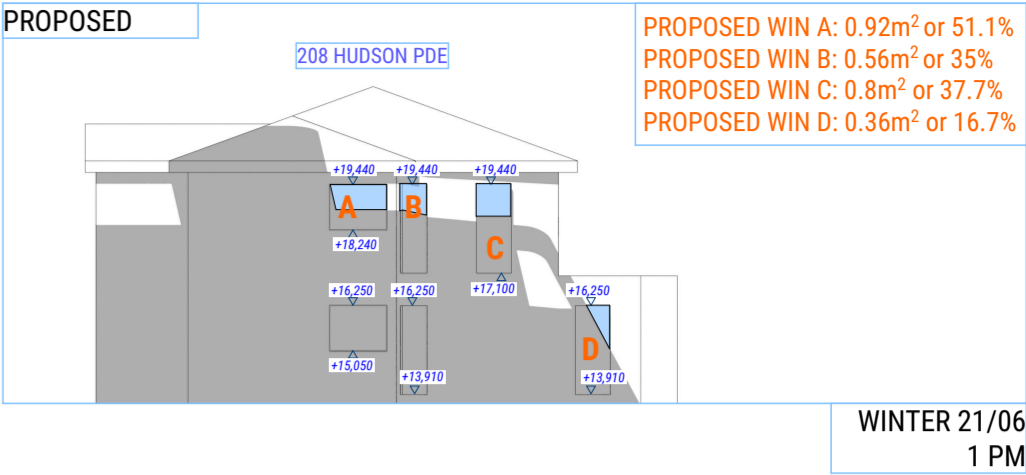 PROPOSED
208 HUDSON PDE
PROPOSED WIN A: 0.92m² or 51.1%
PROPOSED WIN B: 0.56m² or 35%
PROPOSED WIN C: 0.8m² or 37.7%
PROPOSED WIN D: 0.36m² or 16.7%
+19,440 +19,440 +19,440
A B
+18,240
C
+17,100
+16,250 +16,250 +16,250
D
+15,050
+13,910 +13,910
WINTER 21/06
1 PM